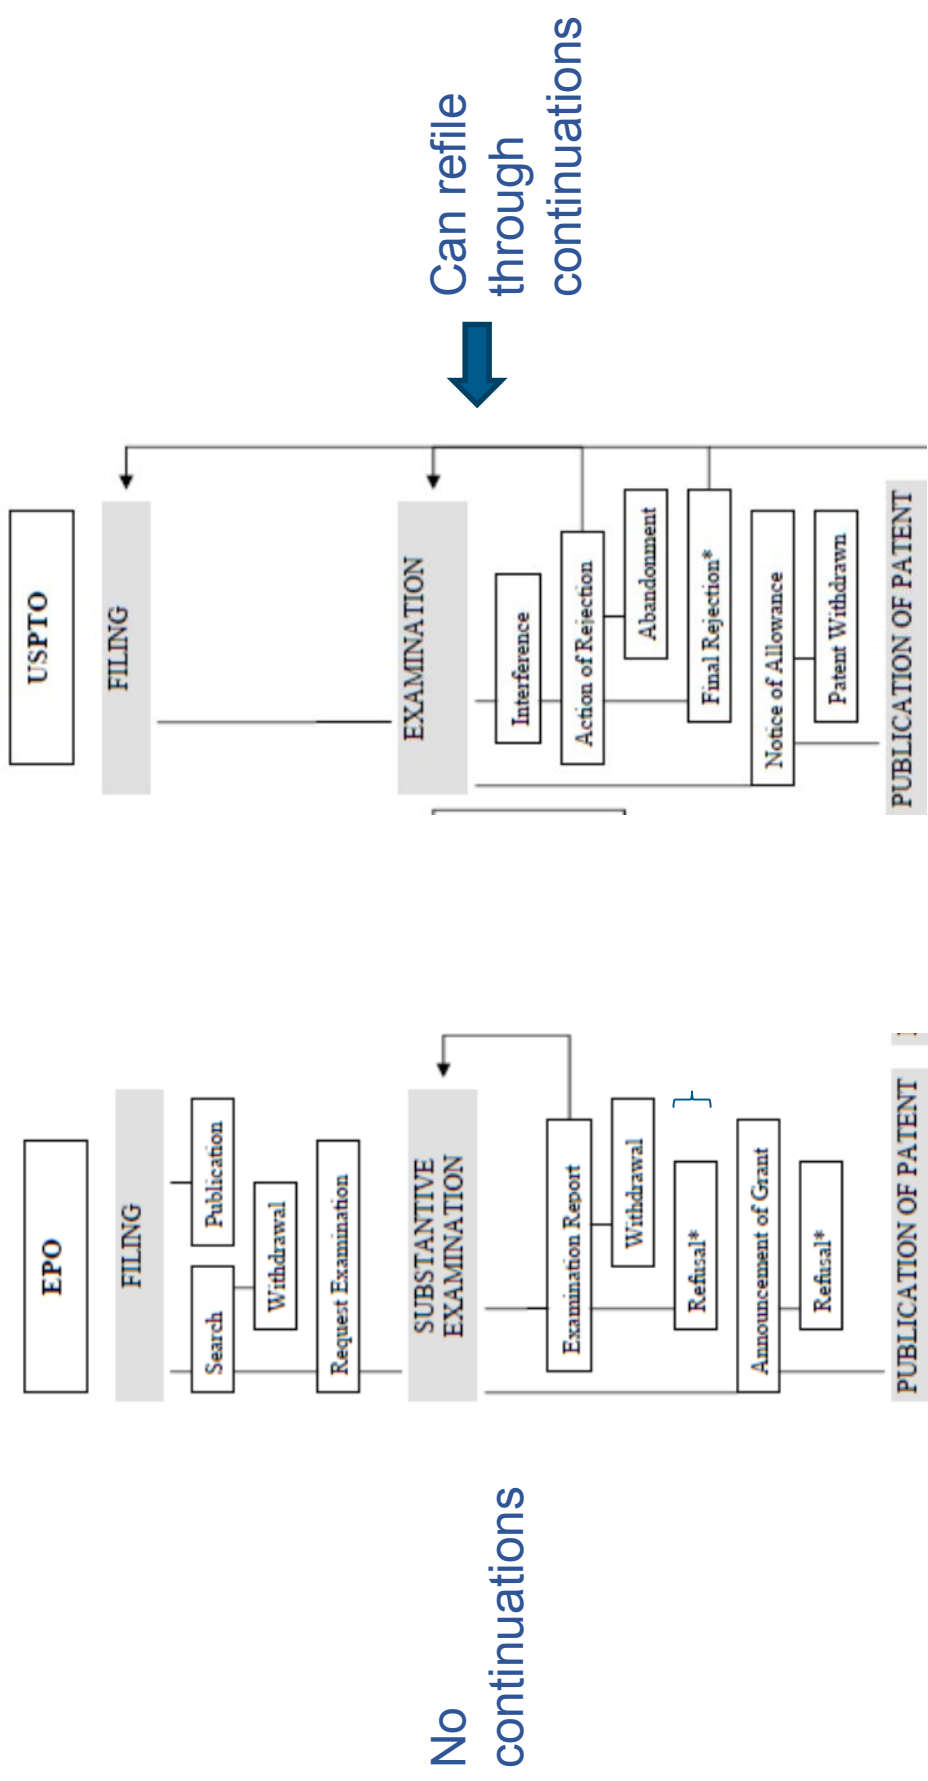 No
continuations
EPO
FILING
Search
Publication
Withdrawal
Request Examination
SUBSTANTIVE
EXAMINATION
Examination Report
Withdrawal
Refusal*
Announcement of Grant
Refusal*
PUBLICATION OF PATENT
USPTO
FILING
EXAMINATION
Interference
Action of Rejection
Abandonment
Final Rejection*
Notice of Allowance
Patent Withdrawn
PUBLICATION OF PATENT
Can refile
through
continuations